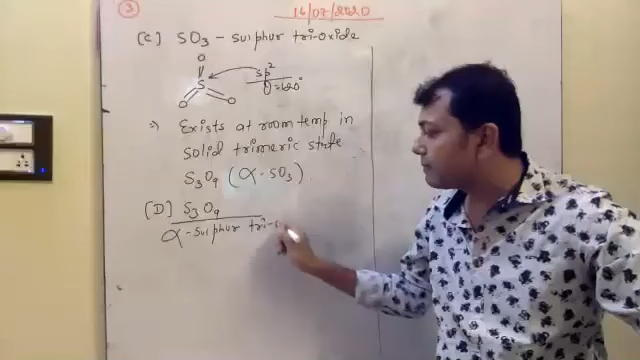 3
16/07/2020
[C] SO3 - sulphur tri-oxide
O
S
O
O
sp²
θ=120°
⇒ Exists at room temp in
solid trimeric state
S3O9 (α-SO3).
[D] S3O9
α-sulphur tri-